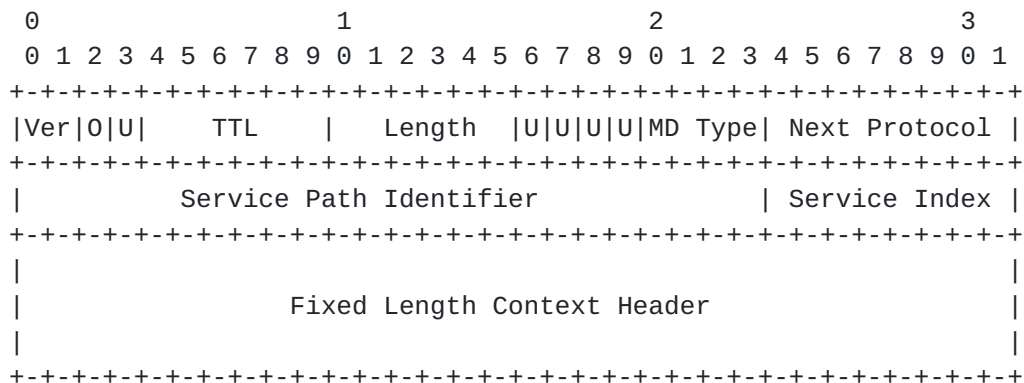 0                   1                   2                   3
 0 1 2 3 4 5 6 7 8 9 0 1 2 3 4 5 6 7 8 9 0 1 2 3 4 5 6 7 8 9 0 1
+-+-+-+-+-+-+-+-+-+-+-+-+-+-+-+-+-+-+-+-+-+-+-+-+-+-+-+-+-+-+-+-+
|Ver|O|U|    TTL    |   Length  |U|U|U|U|MD Type| Next Protocol |
+-+-+-+-+-+-+-+-+-+-+-+-+-+-+-+-+-+-+-+-+-+-+-+-+-+-+-+-+-+-+-+-+
|          Service Path Identifier              | Service Index |
+-+-+-+-+-+-+-+-+-+-+-+-+-+-+-+-+-+-+-+-+-+-+-+-+-+-+-+-+-+-+-+-+
|                                                               |
|                 Fixed Length Context Header                   |
|                                                               |
+-+-+-+-+-+-+-+-+-+-+-+-+-+-+-+-+-+-+-+-+-+-+-+-+-+-+-+-+-+-+-+-+